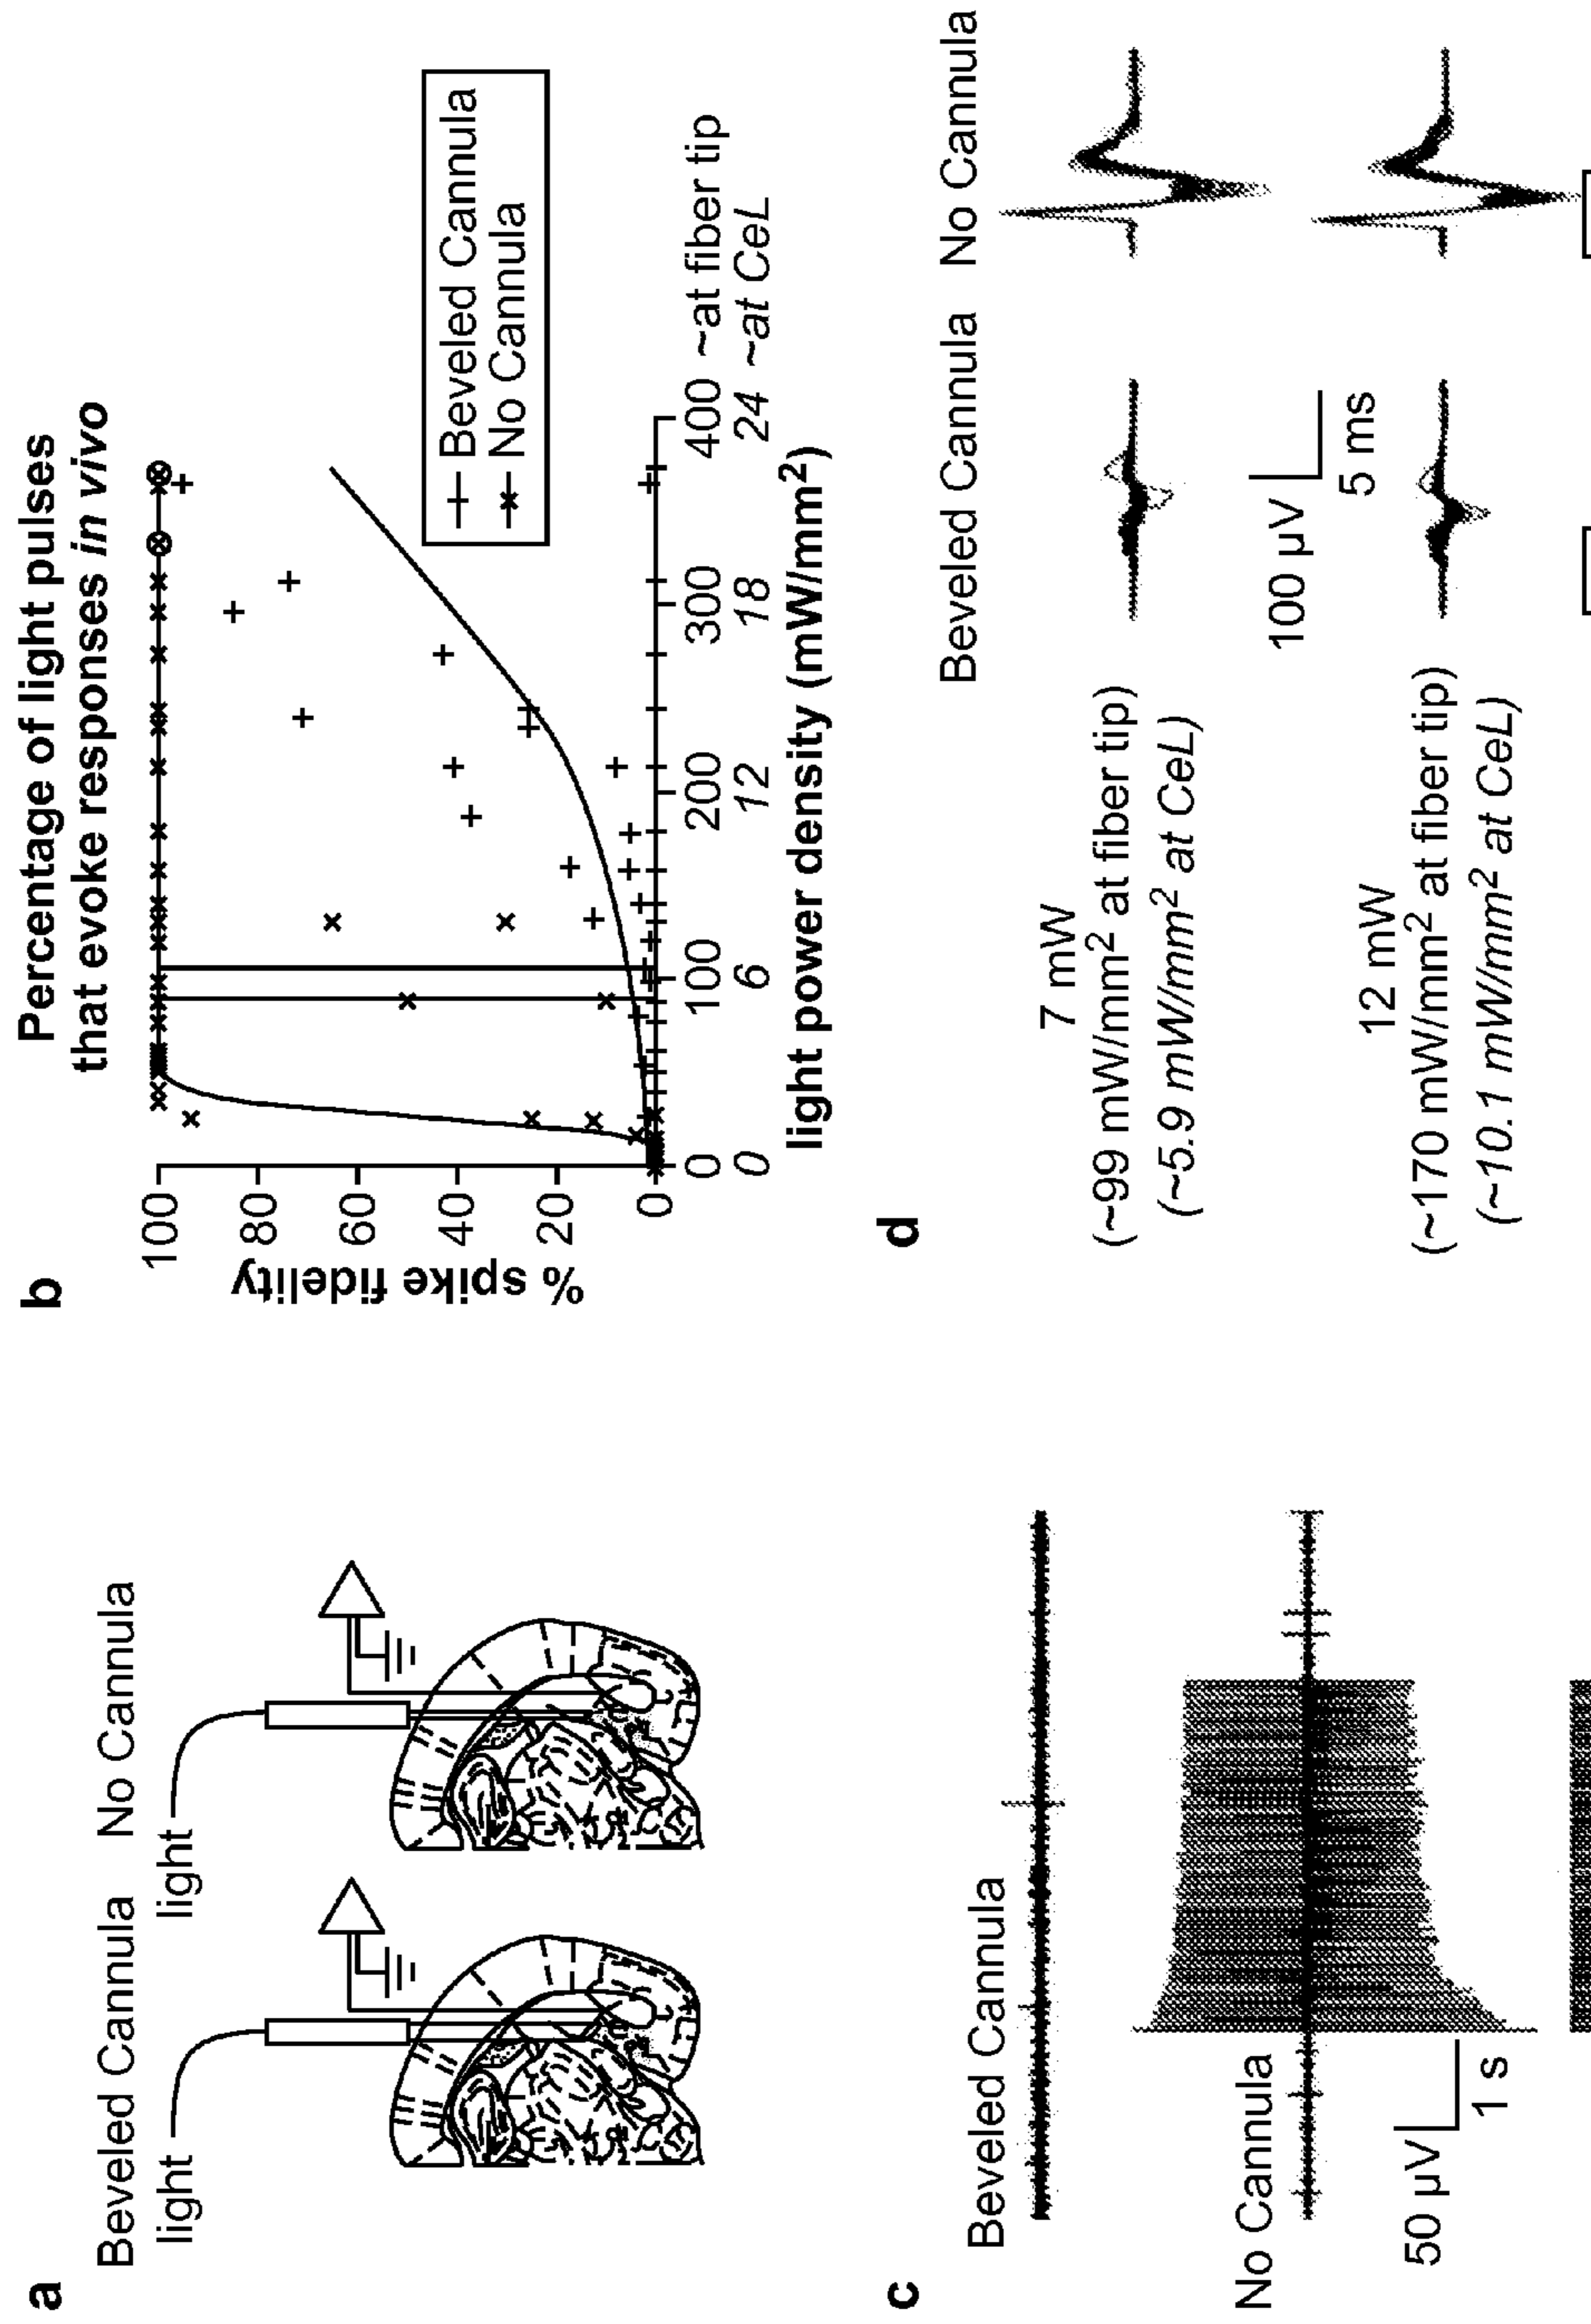 a
Beveled Cannula
No Cannula
light
light
b
Percentage of light pulses
that evoke responses in vivo
% spike fidelity
100
80
60
40
20
0
Beveled Cannula
No Cannula
0
100
200
300
400
~at fiber tip
0
6
12
18
24
~at CeL
light power density (mW/mm²)
c
Beveled Cannula
No Cannula
50 µV
1 s
d
Beveled Cannula
No Cannula
7 mW
(~99 mW/mm² at fiber tip)
(~5.9 mW/mm² at CeL)
100 µV
5 ms
12 mW
(~170 mW/mm² at fiber tip)
(~10.1 mW/mm² at CeL)